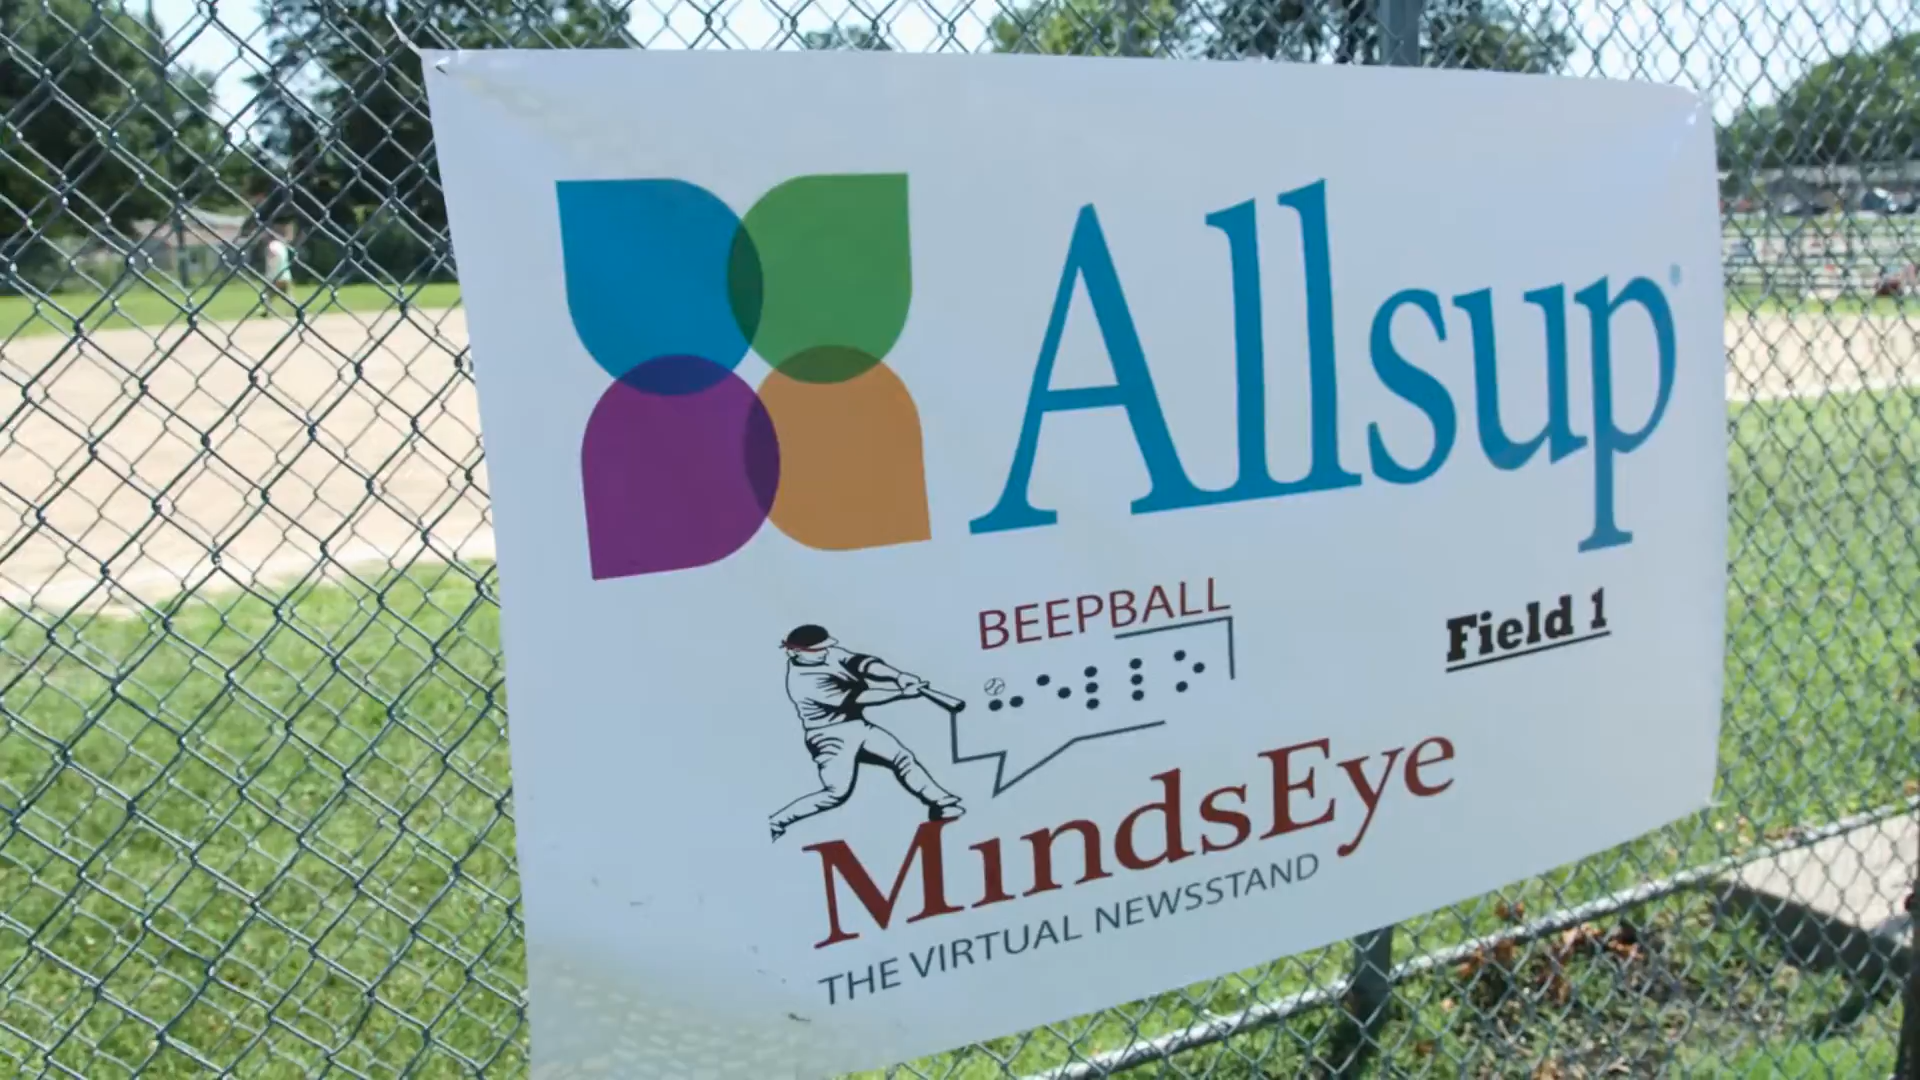 Allsup®
BEEPBALL
Field 1
MindsEye
THE VIRTUAL NEWSSTAND